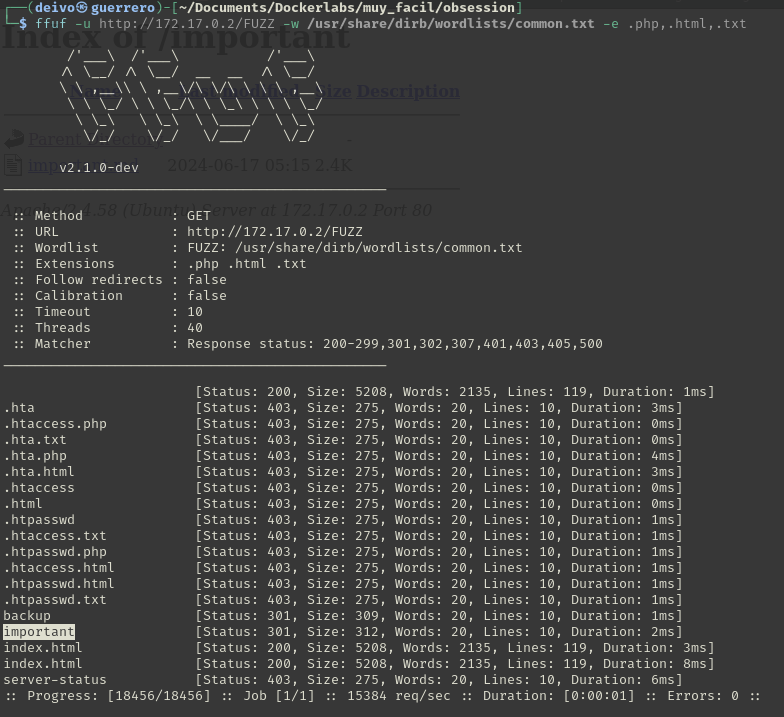 ┌──(deivo㉿guerrero)-[~/Documents/Dockerlabs/muy_facil/obsession]
└─$ ffuf -u http://172.17.0.2/FUZZ -w /usr/share/dirb/wordlists/common.txt -e .php,.html,.txt
Index of /important
Name Last modified Size Description
Parent Directory -
important.md 2024-06-17 05:15 2.4K
v2.1.0-dev
Apache/2.4.58 (Ubuntu) Server at 172.17.0.2 Port 80
:: Method : GET
:: URL : http://172.17.0.2/FUZZ
:: Wordlist : FUZZ: /usr/share/dirb/wordlists/common.txt
:: Extensions : .php .html .txt
:: Follow redirects : false
:: Calibration : false
:: Timeout : 10
:: Threads : 40
:: Matcher : Response status: 200-299,301,302,307,401,403,405,500
[Status: 200, Size: 5208, Words: 2135, Lines: 119, Duration: 1ms]
.hta [Status: 403, Size: 275, Words: 20, Lines: 10, Duration: 3ms]
.htaccess.php [Status: 403, Size: 275, Words: 20, Lines: 10, Duration: 0ms]
.hta.txt [Status: 403, Size: 275, Words: 20, Lines: 10, Duration: 0ms]
.hta.php [Status: 403, Size: 275, Words: 20, Lines: 10, Duration: 4ms]
.hta.html [Status: 403, Size: 275, Words: 20, Lines: 10, Duration: 3ms]
.htaccess [Status: 403, Size: 275, Words: 20, Lines: 10, Duration: 0ms]
.html [Status: 403, Size: 275, Words: 20, Lines: 10, Duration: 0ms]
.htpasswd [Status: 403, Size: 275, Words: 20, Lines: 10, Duration: 1ms]
.htaccess.txt [Status: 403, Size: 275, Words: 20, Lines: 10, Duration: 1ms]
.htpasswd.php [Status: 403, Size: 275, Words: 20, Lines: 10, Duration: 1ms]
.htaccess.html [Status: 403, Size: 275, Words: 20, Lines: 10, Duration: 1ms]
.htpasswd.html [Status: 403, Size: 275, Words: 20, Lines: 10, Duration: 1ms]
.htpasswd.txt [Status: 403, Size: 275, Words: 20, Lines: 10, Duration: 1ms]
backup [Status: 301, Size: 309, Words: 20, Lines: 10, Duration: 1ms]
important [Status: 301, Size: 312, Words: 20, Lines: 10, Duration: 2ms]
index.html [Status: 200, Size: 5208, Words: 2135, Lines: 119, Duration: 3ms]
index.html [Status: 200, Size: 5208, Words: 2135, Lines: 119, Duration: 8ms]
server-status [Status: 403, Size: 275, Words: 20, Lines: 10, Duration: 6ms]
:: Progress: [18456/18456] :: Job [1/1] :: 15384 req/sec :: Duration: [0:00:01] :: Errors: 0 ::